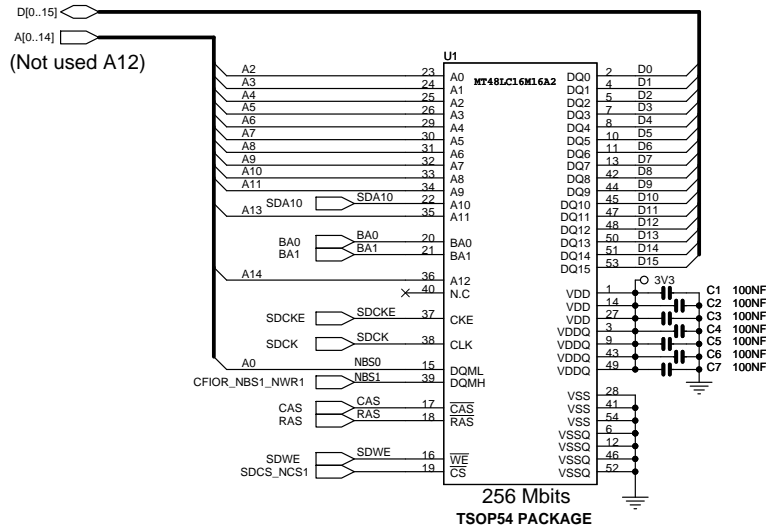 D[0..15]
A[0..14]
(Not used A12)
U1
MT48LC16M16A2
A2 23 A0 DQ0 2 D0
A3 24 A1 DQ1 4 D1
A4 25 A2 DQ2 5 D2
A5 26 A3 DQ3 7 D3
A6 29 A4 DQ4 8 D4
A7 30 A5 DQ5 10 D5
A8 31 A6 DQ6 11 D6
A9 32 A7 DQ7 13 D7
A10 33 A8 DQ8 42 D8
A11 34 A9 DQ9 44 D9
SDA10 SDA10 22 A10 DQ10 45 D10
A13 35 A11 DQ11 47 D11
DQ12 48 D12
BA0 BA0 20 BA0 DQ13 50 D13
BA1 BA1 21 BA1 DQ14 51 D14
DQ15 53 D15
A14 36 A12
3V3
40 N.C VDD 1 C1 100NF
VDD 14 C2 100NF
SDCKE SDCKE 37 CKE VDD 27 C3 100NF
VDDQ 3 C4 100NF
SDCK SDCK 38 CLK VDDQ 9 C5 100NF
VDDQ 43 C6 100NF
A0 NBS0 15 DQML VDDQ 49 C7 100NF
CFIOR_NBS1_NWR1 NBS1 39 DQMH
VSS 28
CAS CAS 17 CAS VSS 41
RAS RAS 18 RAS VSS 54
VSSQ 6
VSSQ 12
SDWE SDWE 16 WE VSSQ 46
SDCS_NCS1 19 CS VSSQ 52
256 Mbits
TSOP54 PACKAGE